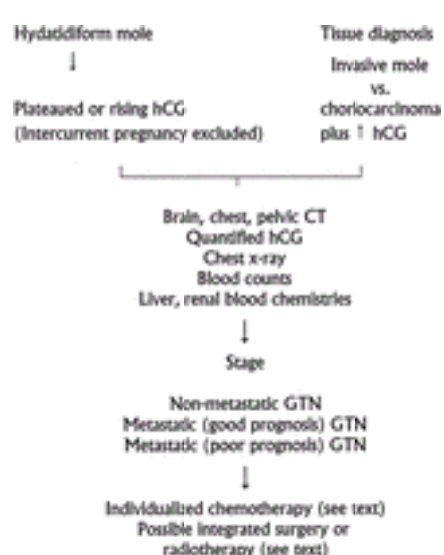 Hydatidiform mole
Plateaued or rising hCG
(Intercurrent pregnancy excluded)
Tissue diagnosis
Invasive mole
vs.
choriocarcinoma
plus ↑ hCG
Brain, chest, pelvic CT
Quantified hCG
Chest x-ray
Blood counts
Liver, renal blood chemistries
Stage
Non-metastatic GTN
Metastatic (good prognosis) GTN
Metastatic (poor prognosis) GTN
Individualized chemotherapy (see text)
Possible integrated surgery or
radiotherapy (see text)